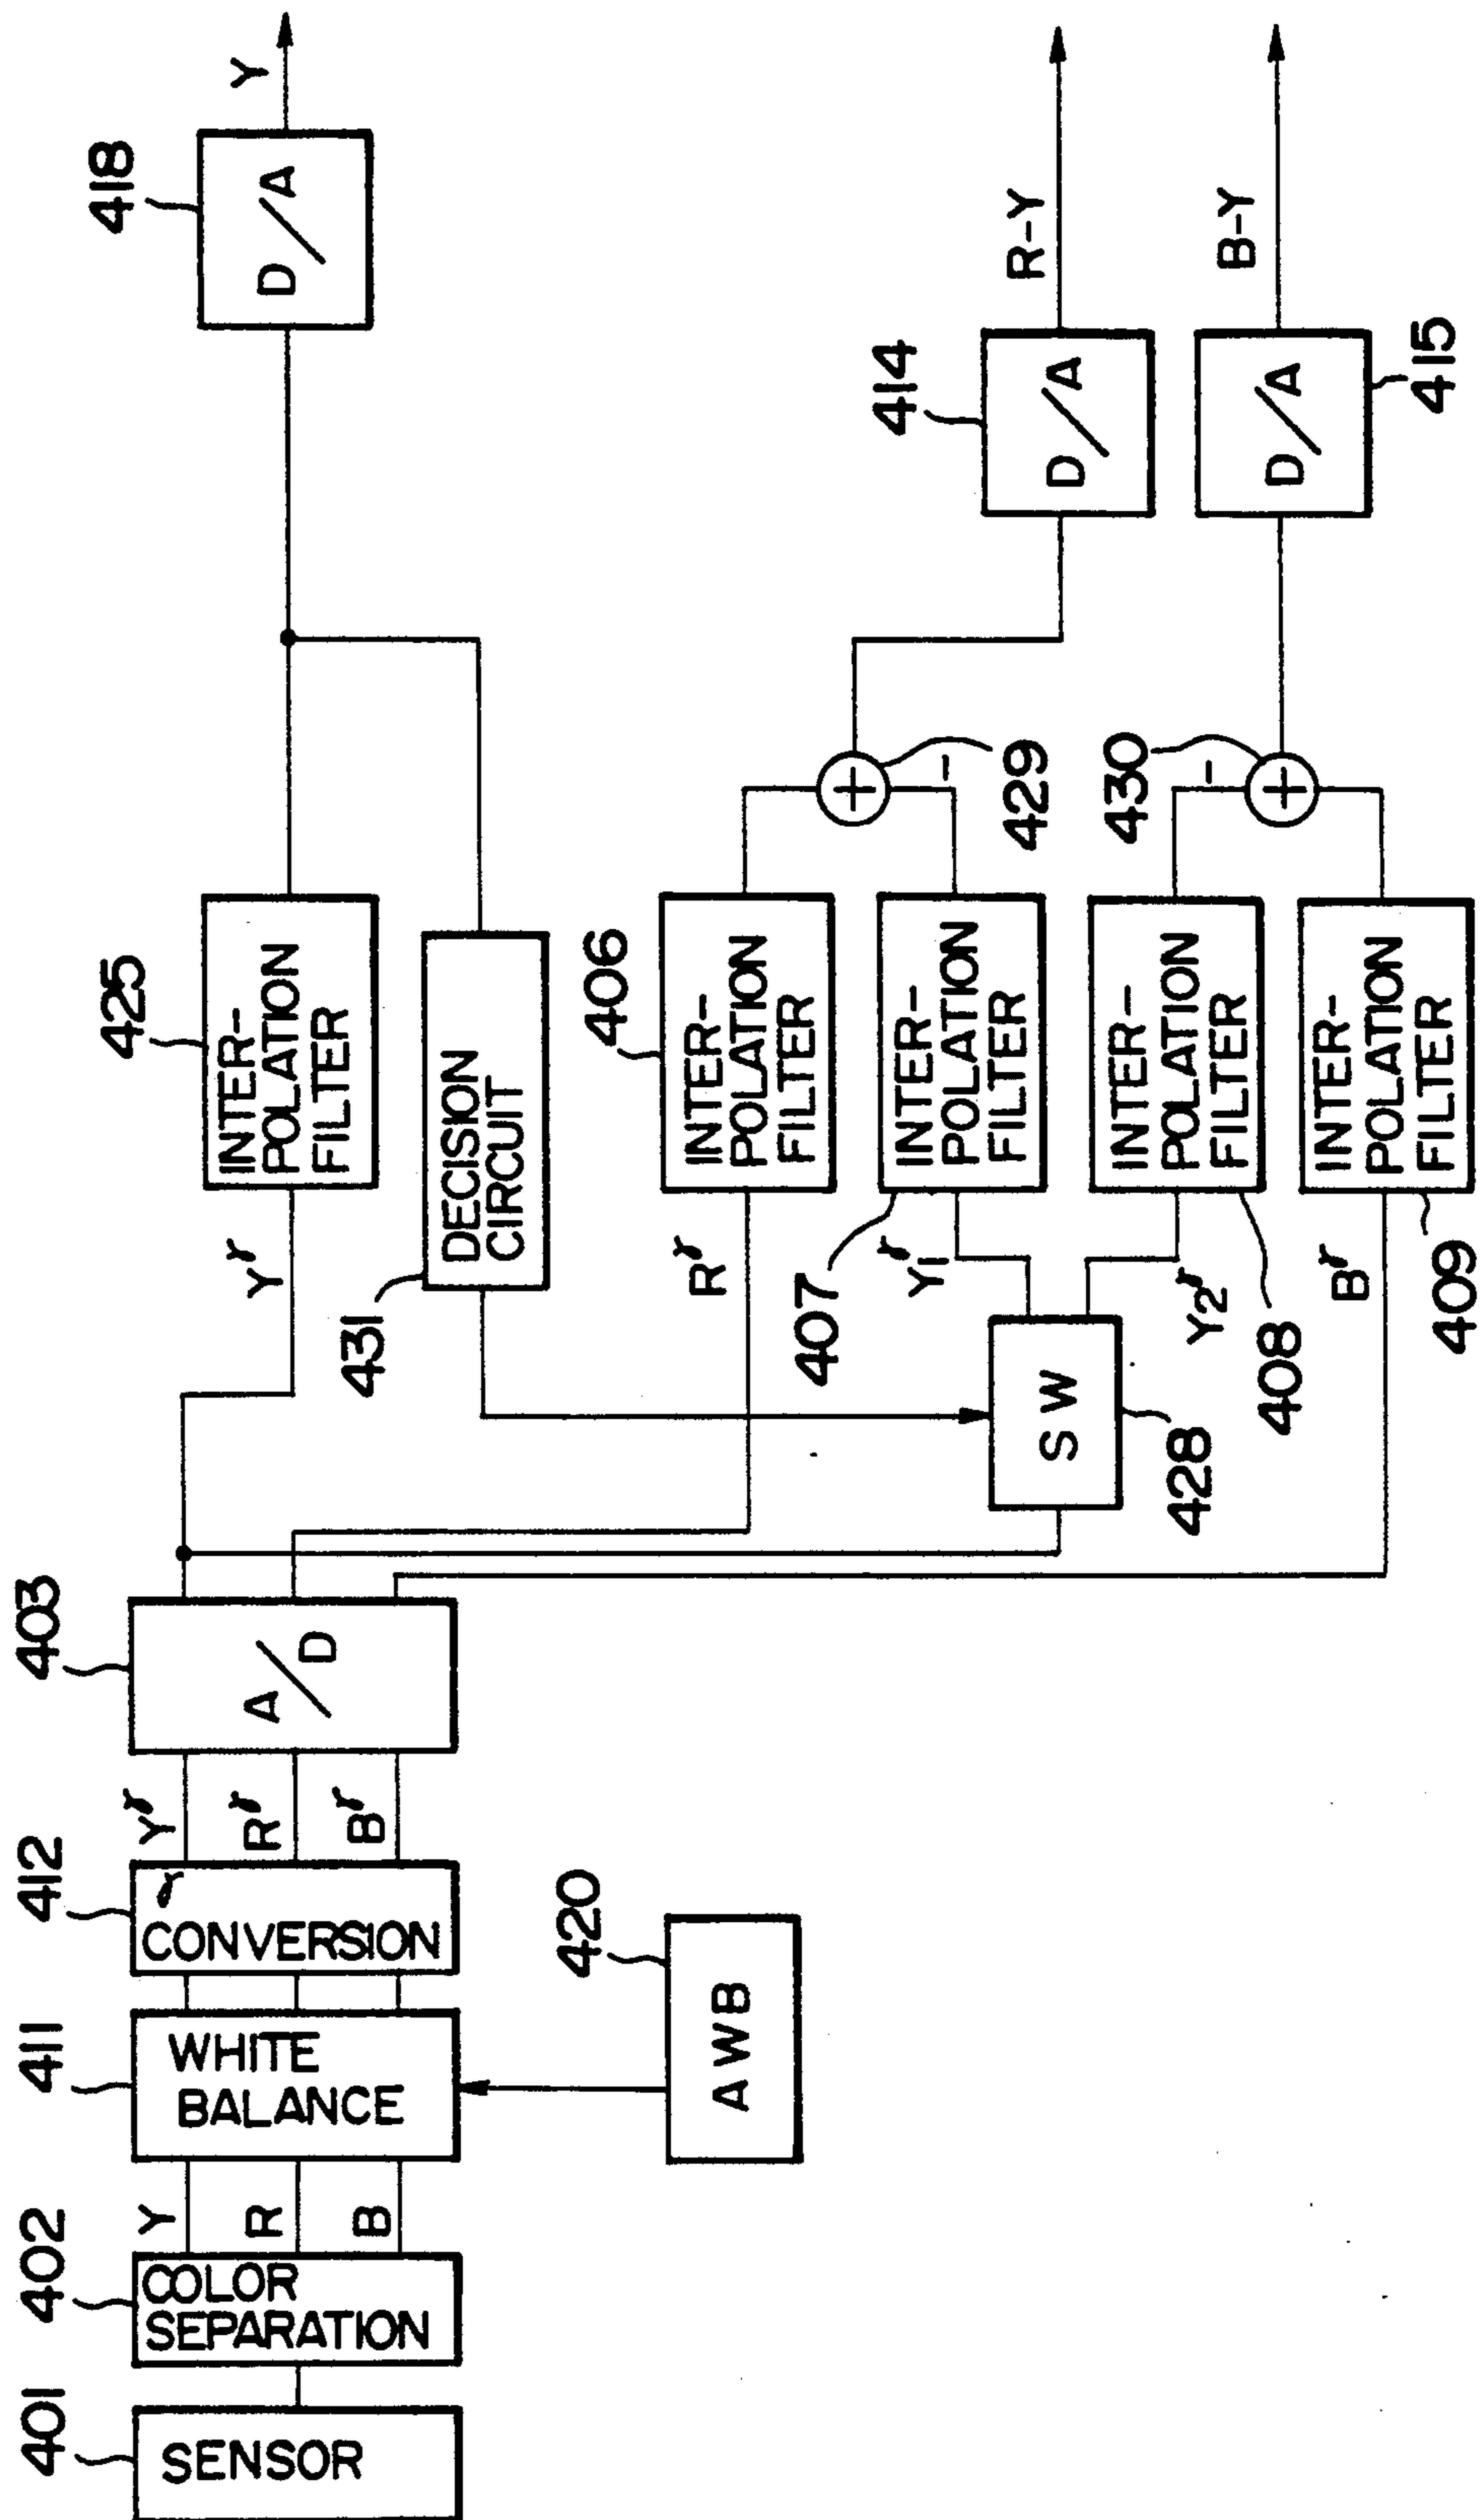 401
SENSOR
402
COLOR
SEPARATION
Y
R
B
411
WHITE
BALANCE
AWB
420
412
γ
CONVERSION
Yγ
Rγ
Bγ
403
A/D
Yγ
425
INTER-
POLATION
FILTER
431
DECISION
CIRCUIT
418
D/A
Y
SW
428
Rγ
406
INTER-
POLATION
FILTER
407
Y1γ
INTER-
POLATION
FILTER
Y2γ
408
INTER-
POLATION
FILTER
Bγ
409
INTER-
POLATION
FILTER
+
-
429
430
-
+
414
D/A
R-Y
D/A
415
B-Y